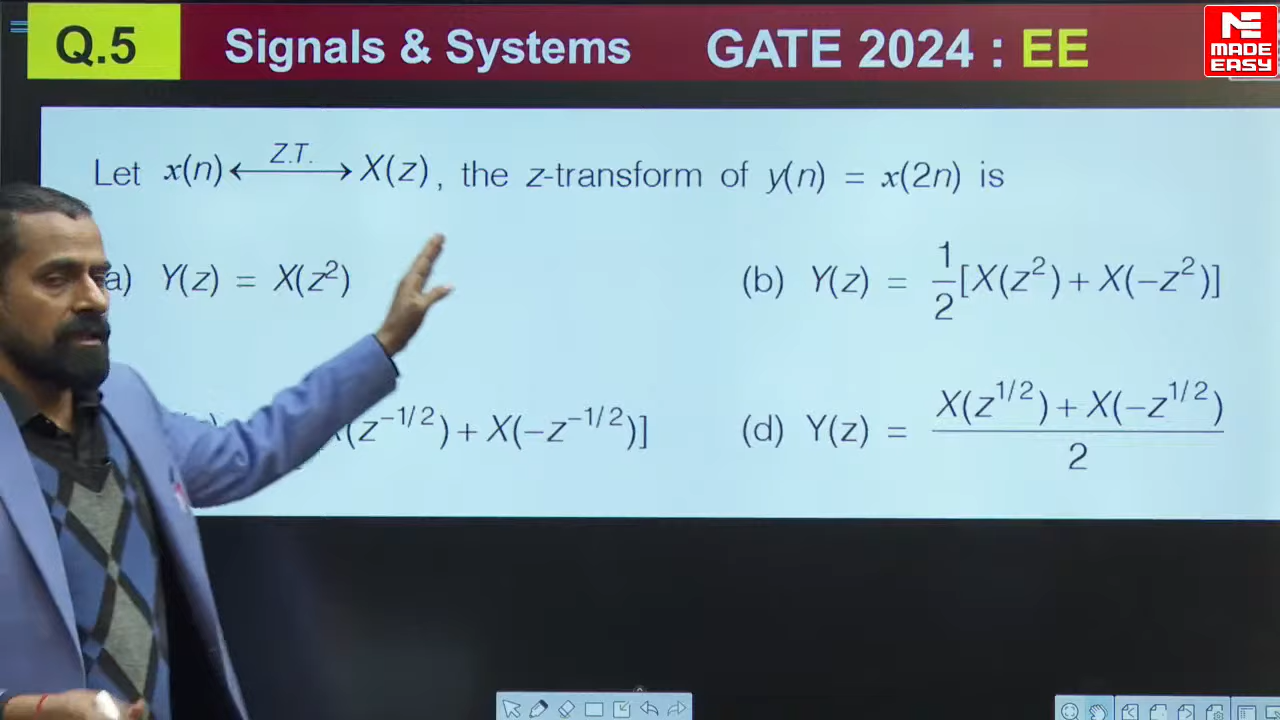 Q.5 Signals & Systems GATE 2024 : EE
ME MADE EASY
Let x(n) ←Z.T.→ X(z), the z-transform of y(n) = x(2n) is
a) Y(z) = X(z²) (b) Y(z) = 1/2[X(z²) + X(−z²)]
(z^−1/2) + X(−z^−1/2)] (d) Y(z) = (X(z^1/2) + X(−z^1/2))/2